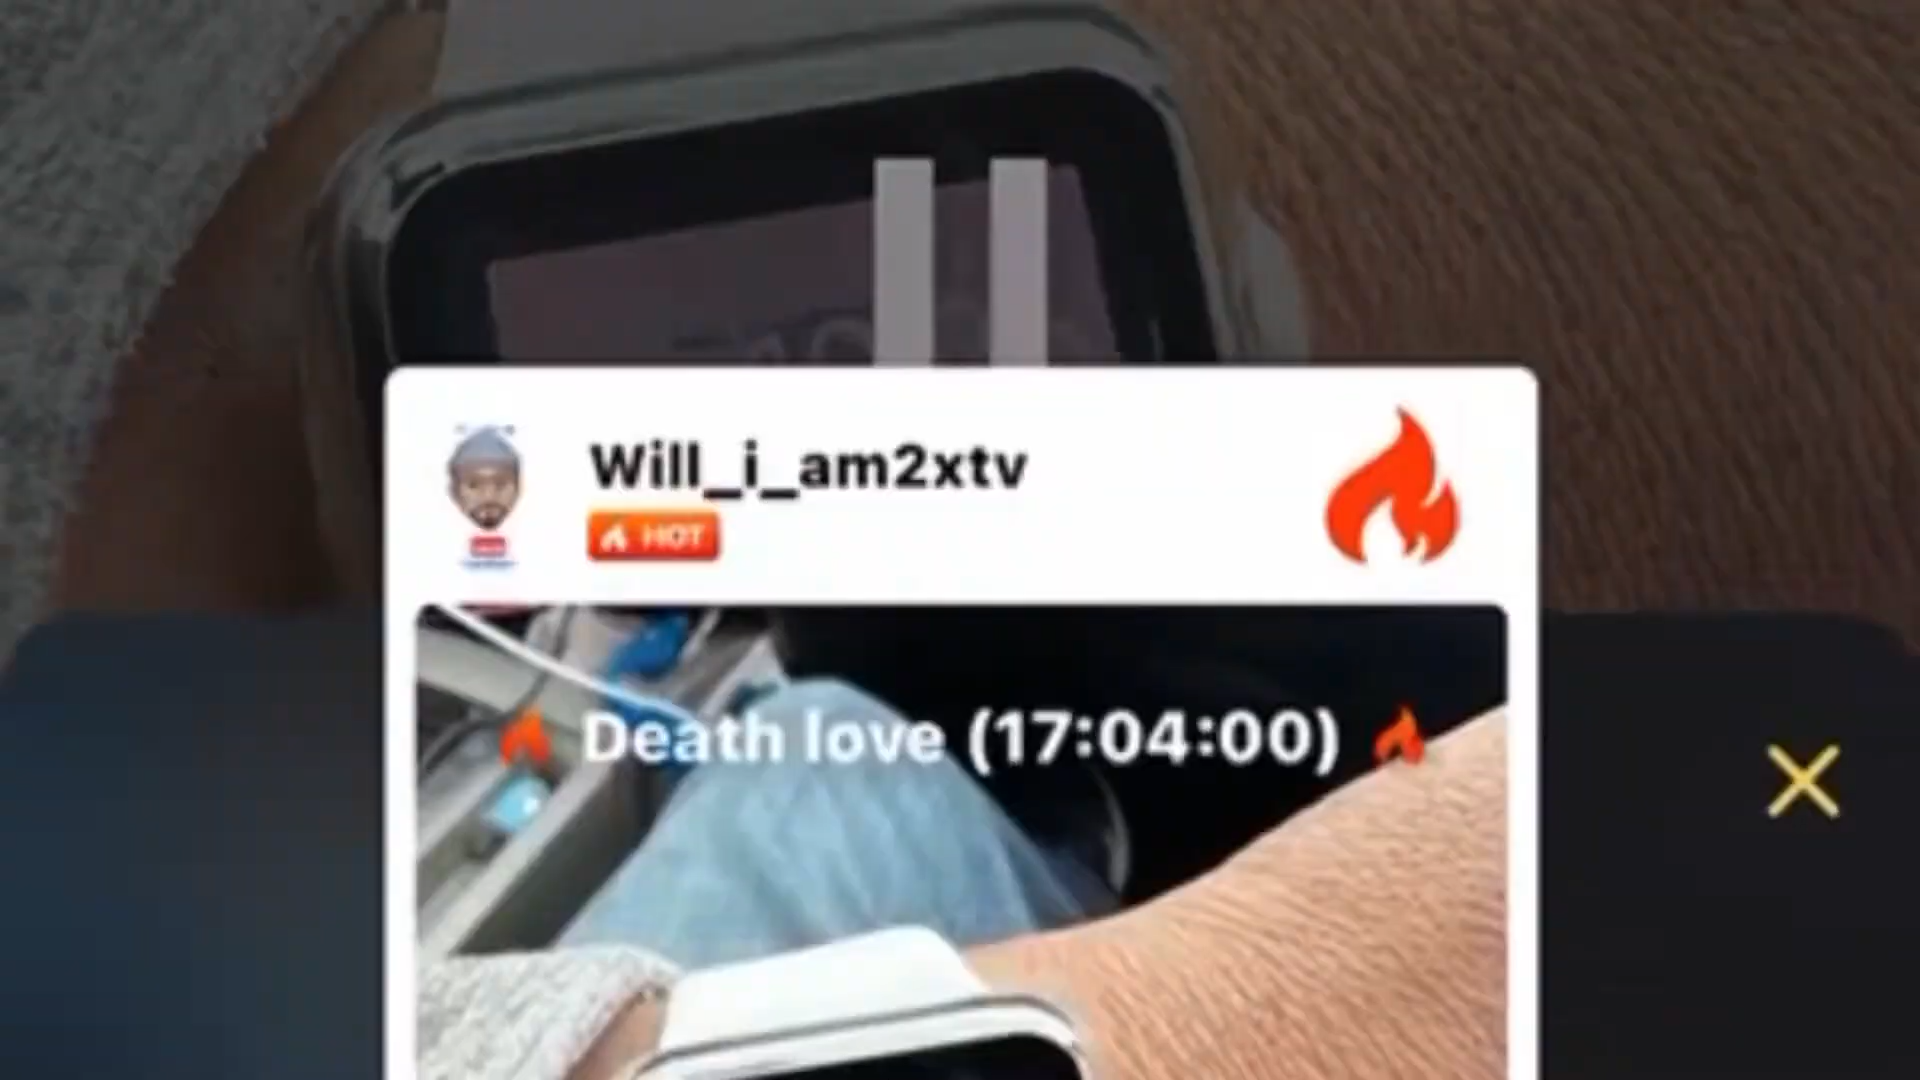 Will_i_am2xtv
🔥 HOT
🔥 Death love (17:04:00) 🔥